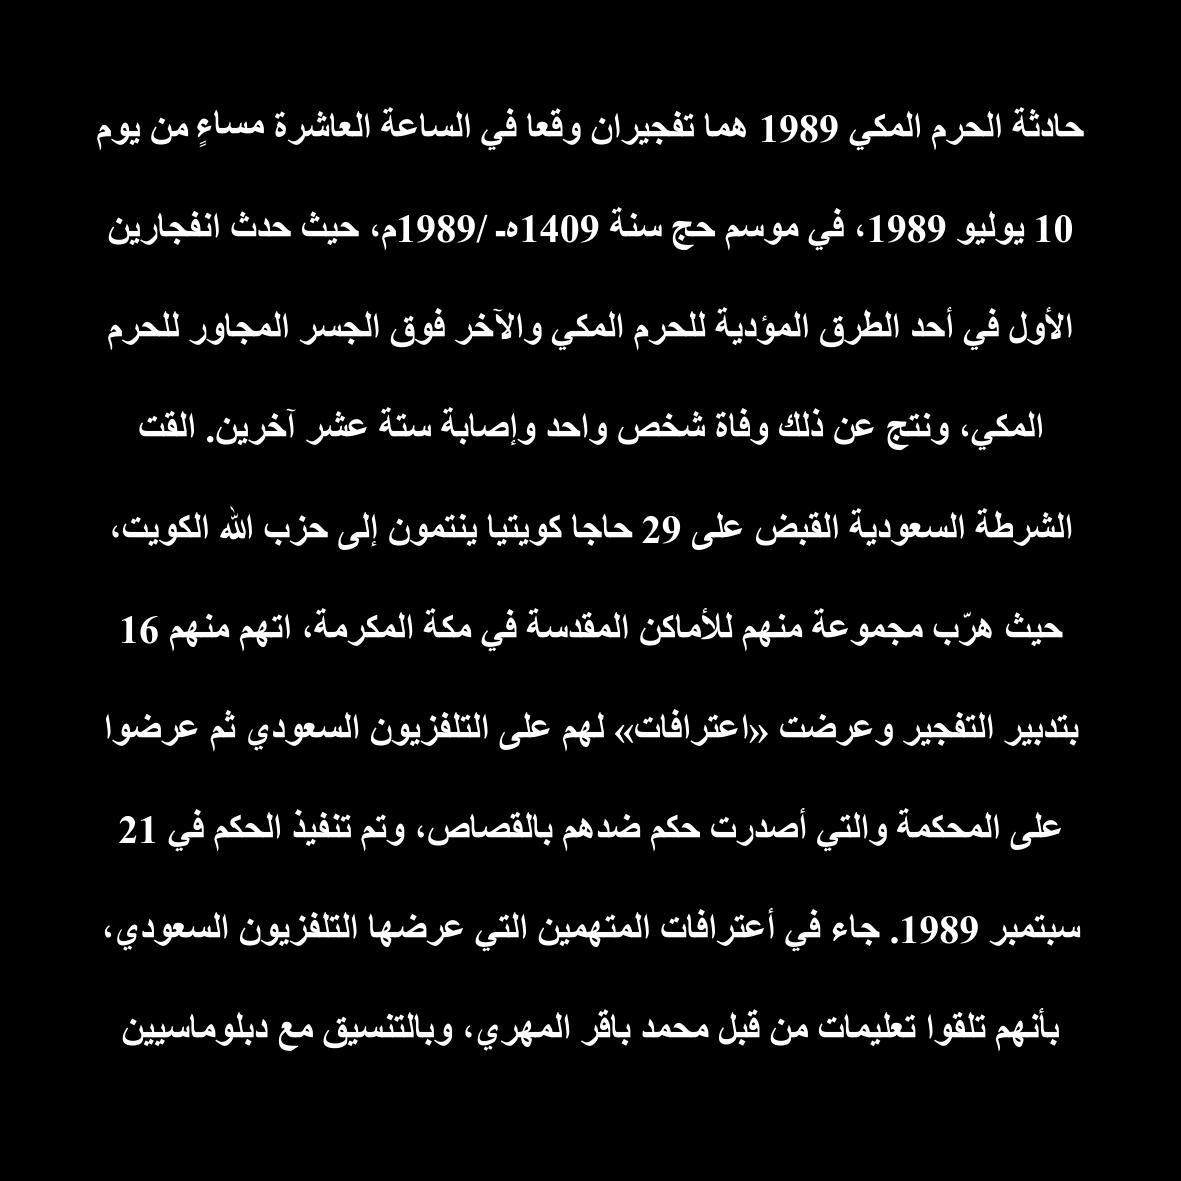 حادثة الحرم المكي 1989 هما تفجيران وقعا في الساعة العاشرة مساءٍ من يوم
10 يوليو 1989، في موسم حج سنة 1409هـ /1989م، حيث حدث انفجارين
الأول في أحد الطرق المؤدية للحرم المكي والآخر فوق الجسر المجاور للحرم
المكي، ونتج عن ذلك وفاة شخص واحد وإصابة ستة عشر آخرين. القت
الشرطة السعودية القبض على 29 حاجا كويتيا ينتمون إلى حزب الله الكويت،
حيث هرّب مجموعة منهم للأماكن المقدسة في مكة المكرمة، اتهم منهم 16
بتدبير التفجير وعرضت «اعترافات» لهم على التلفزيون السعودي ثم عرضوا
على المحكمة والتي أصدرت حكم ضدهم بالقصاص، وتم تنفيذ الحكم في 21
سبتمبر 1989. جاء في أعترافات المتهمين التي عرضها التلفزيون السعودي،
بأنهم تلقوا تعليمات من قبل محمد باقر المهري، وبالتنسيق مع دبلوماسيين